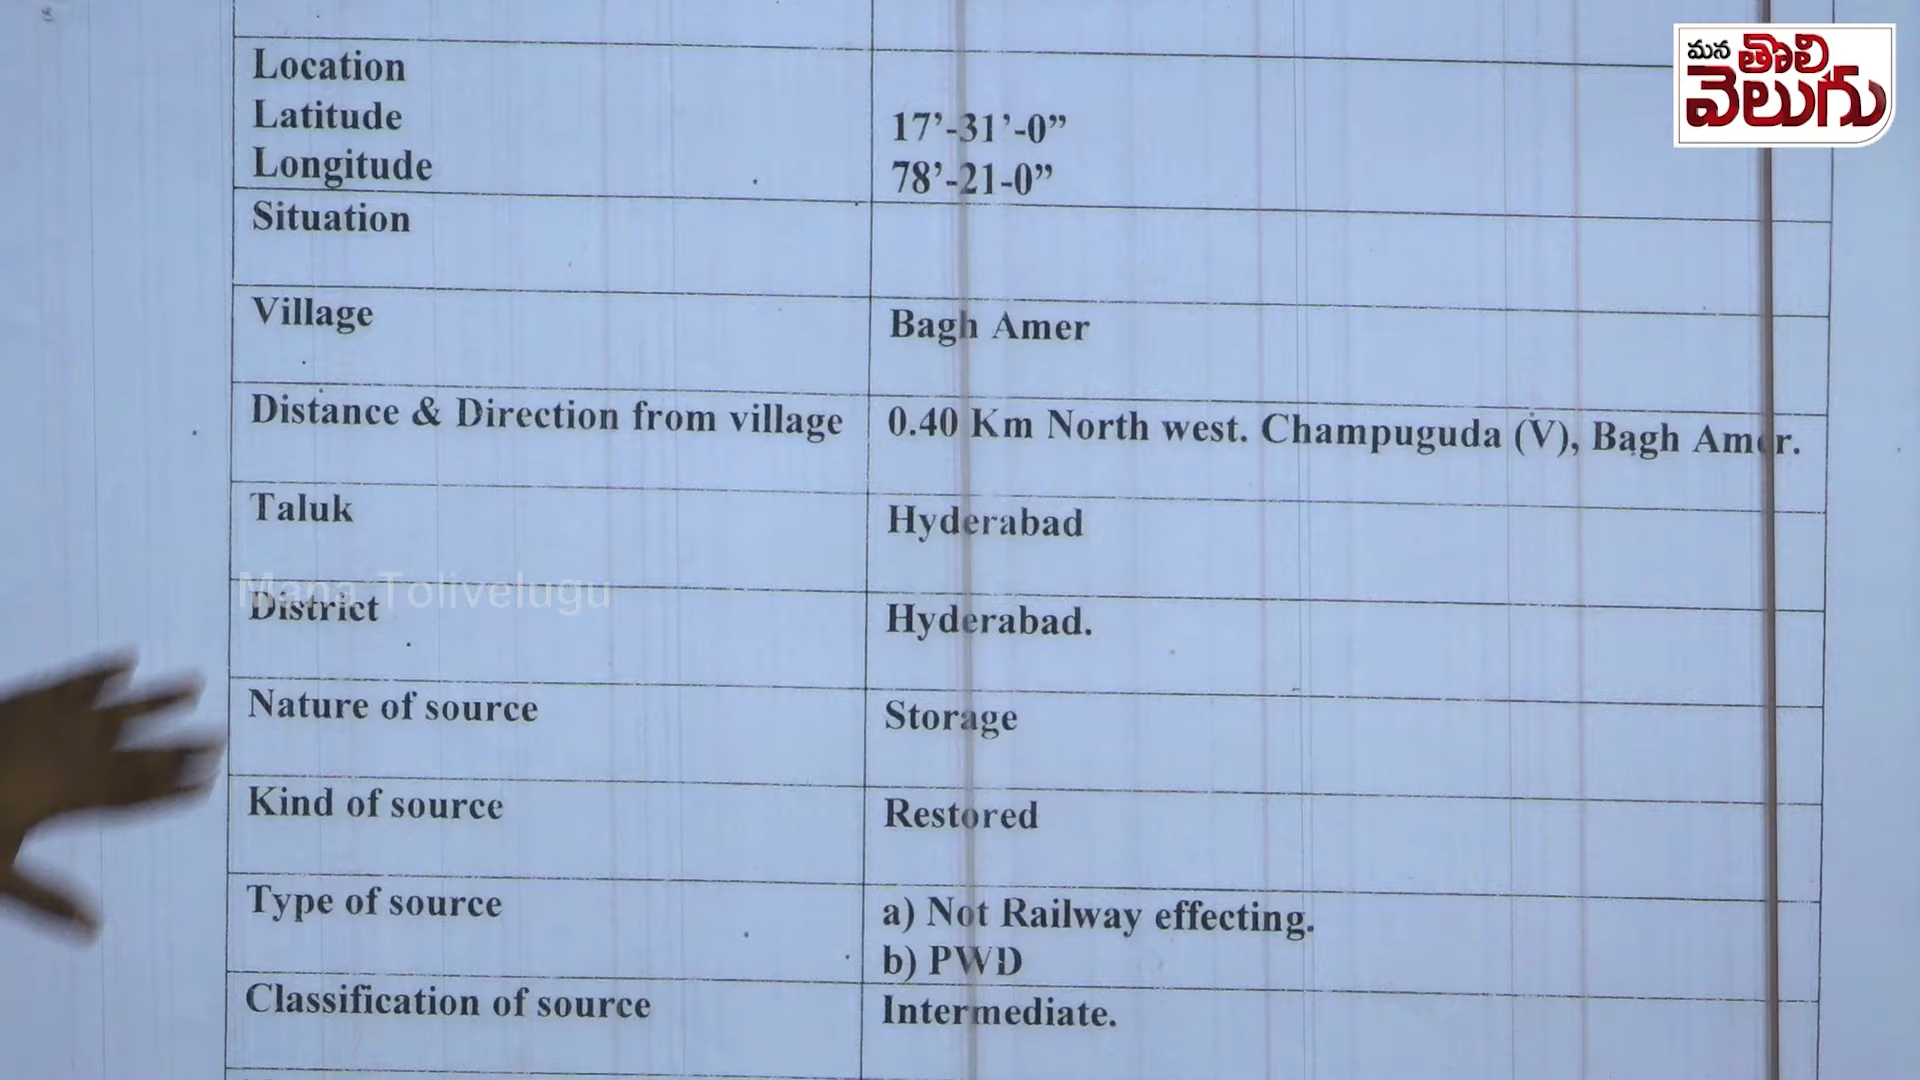 మన తొలి
వెలుగు
Location
Latitude 17’-31’-0”
Longitude 78’-21-0”
Situation
Village Bagh Amer
Distance & Direction from village 0.40 Km North west. Champuguda (V), Bagh Amer.
Taluk Hyderabad
Mana Tolivelugu
District Hyderabad.
Nature of source Storage
Kind of source Restored
Type of source a) Not Railway effecting.
b) PWD
Classification of source Intermediate.